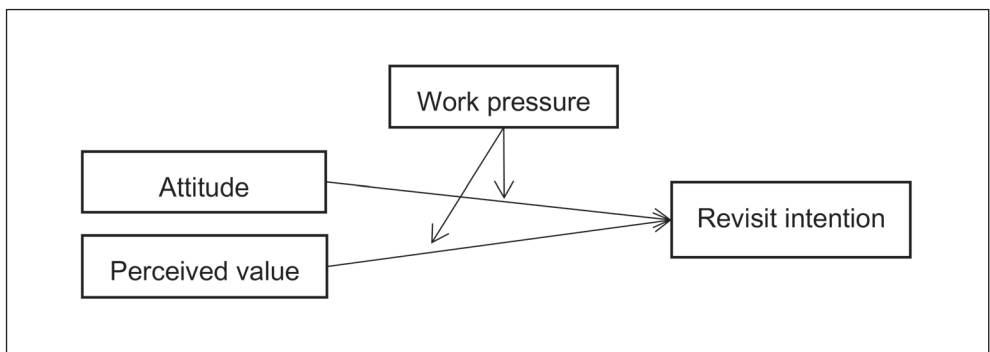 Work pressure
Attitude
Revisit intention
Perceived value